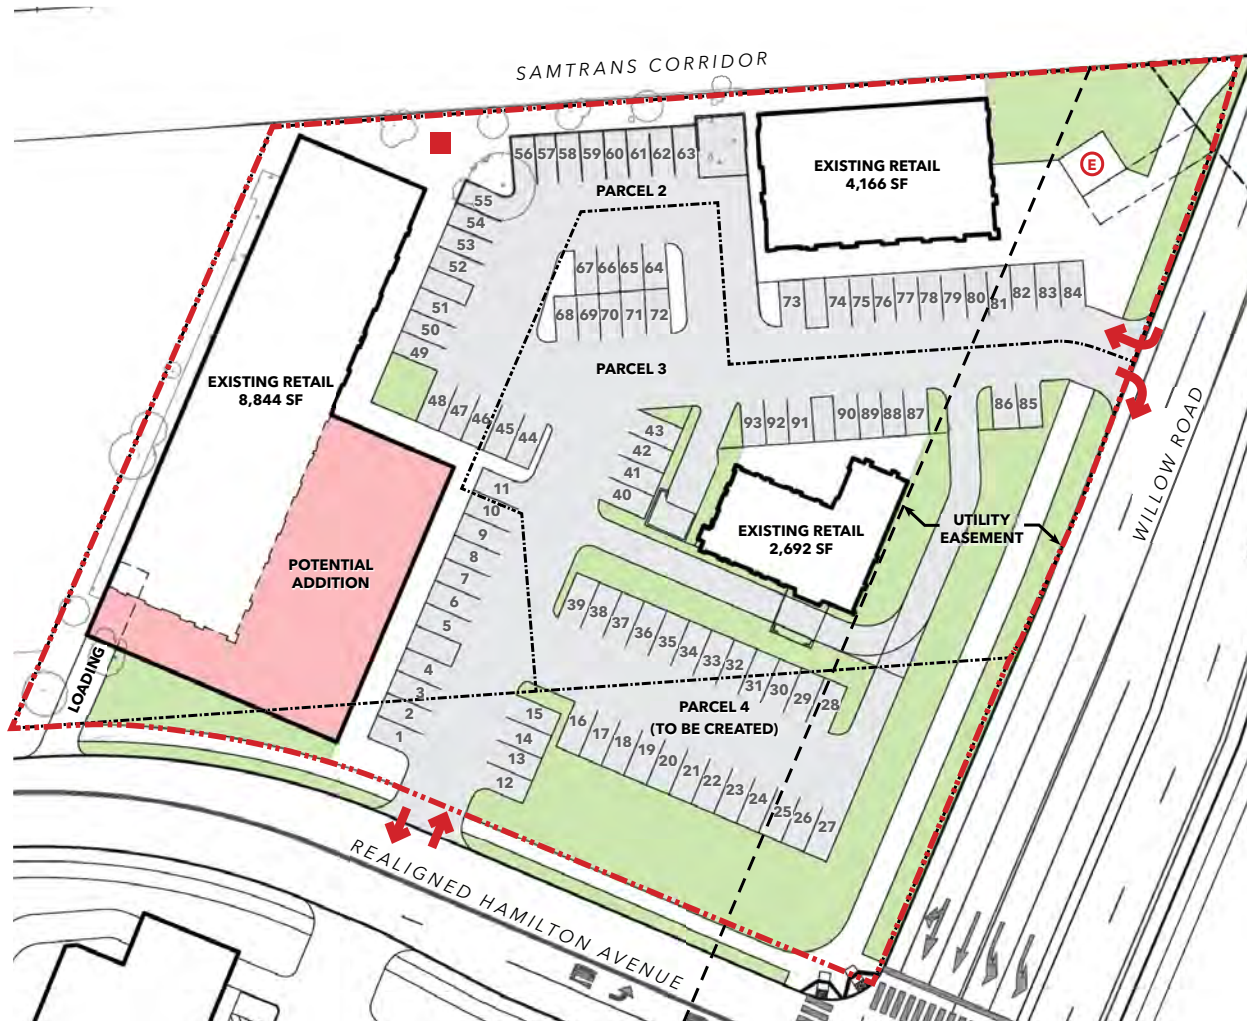 SAMTRANS CORRIDOR
56 57 58 59 60 61 62 63
EXISTING RETAIL
4,166 SF
E
PARCEL 2
55
54
53
52
51
50
49
67 66 65 64
68 69 70 71 72
73 74 75 76 77 78 79 80 81 82 83 84
PARCEL 3
EXISTING RETAIL
8,844 SF
48 47 46 45 44
43
42
41
40
93 92 91 90 89 88 87
86 85
WILLOW ROAD
11
10
9
8
7
6
5
4
3
2
1
EXISTING RETAIL
2,692 SF
UTILITY
EASEMENT
POTENTIAL
ADDITION
39 38 37 36 35 34 33 32 31 30 29 28
LOADING
PARCEL 4
(TO BE CREATED)
15
14
13
12
16 17 18 19 20 21 22 23 24 25 26 27
REALIGNED HAMILTON AVENUE